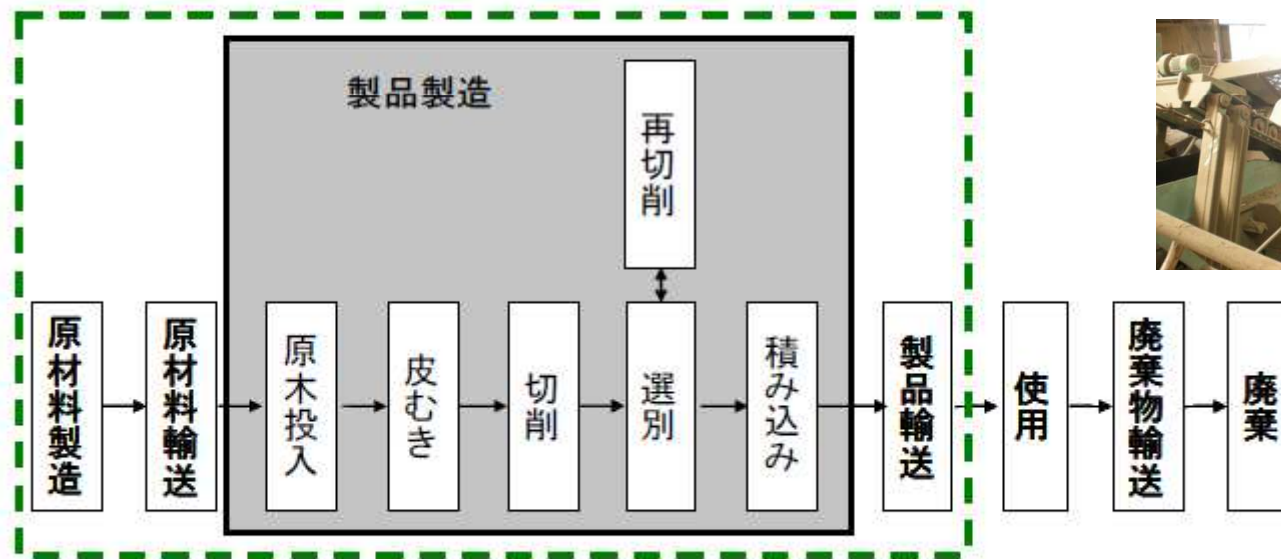 製品製造
再切削
原材料製造
原材料輸送
原木投入
皮むき
切削
選別
積み込み
製品輸送
使用
廃棄物輸送
廃棄